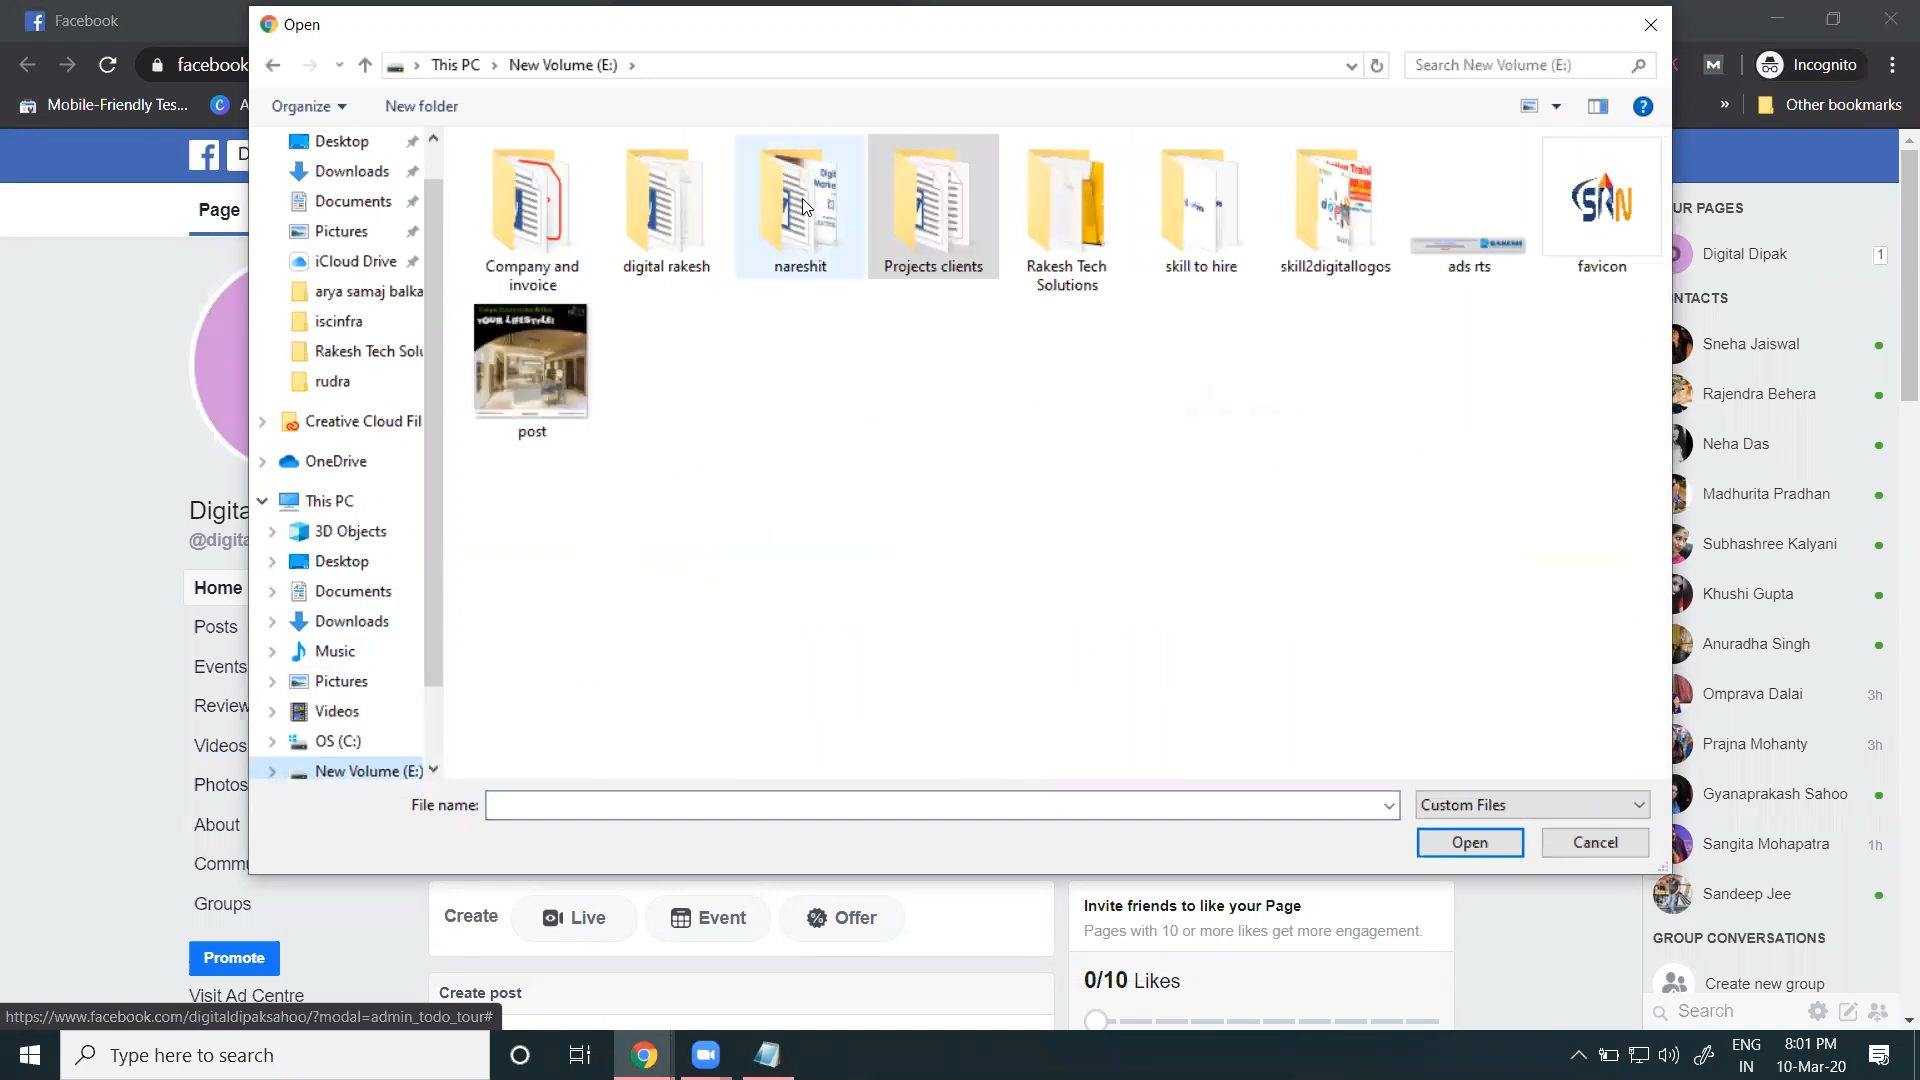 Facebook
Open
facebook
This PC
New Volume (E:)
Search New Volume (E:)
Incognito
Mobile-Friendly Tes...
Other bookmarks
Organize
New folder
Page
Desktop
Downloads
Documents
Pictures
iCloud Drive
arya samaj balka
iscinfra
Rakesh Tech Solu
rudra
Creative Cloud Fil
OneDrive
This PC
3D Objects
Desktop
Documents
Downloads
Music
Pictures
Videos
OS (C:)
New Volume (E:)
Company and
invoice
digital rakesh
nareshit
Projects clients
Rakesh Tech
Solutions
skill to hire
skill2digitallogos
ads rts
favicon
YOUR LIFESTYLE!
post
File name:
Custom Files
Open
Cancel
Digita
@digita
Home
Posts
Events
Review
Videos
Photos
About
Commu
Groups
Promote
Visit Ad Centre
Create
Live
Event
Offer
Create post
Invite friends to like your Page
Pages with 10 or more likes get more engagement.
0/10 Likes
UR PAGES
Digital Dipak
1
NTACTS
Sneha Jaiswal
Rajendra Behera
Neha Das
Madhurita Pradhan
Subhashree Kalyani
Khushi Gupta
Anuradha Singh
Omprava Dalai 3h
Prajna Mohanty 3h
Gyanaprakash Sahoo
Sangita Mohapatra 1h
Sandeep Jee
GROUP CONVERSATIONS
Create new group
Search
https://www.facebook.com/digitaldipaksahoo/?modal=admin_todo_tour#
Type here to search
ENG
IN
8:01 PM
10-Mar-20